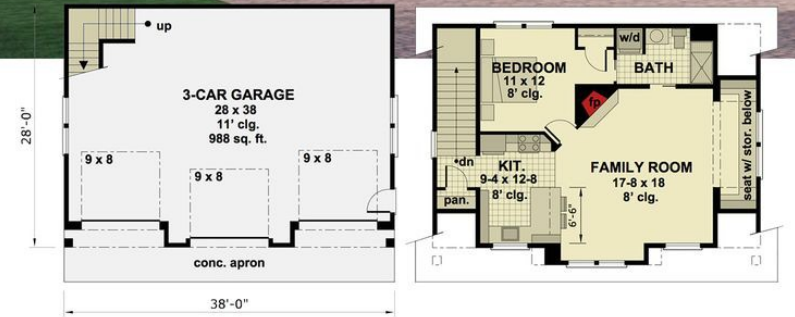 up
3-CAR GARAGE
28 x 38
11' clg.
988 sq. ft.
9 x 8
9 x 8
9 x 8
conc. apron
28'-0"
38'-0"
w/d
BEDROOM
11 x 12
8' clg.
BATH
fp
dn
KIT.
9-4 x 12-8
8' clg.
pan.
FAMILY ROOM
17-8 x 18
8' clg.
6'-6"
seat w/ stor. below